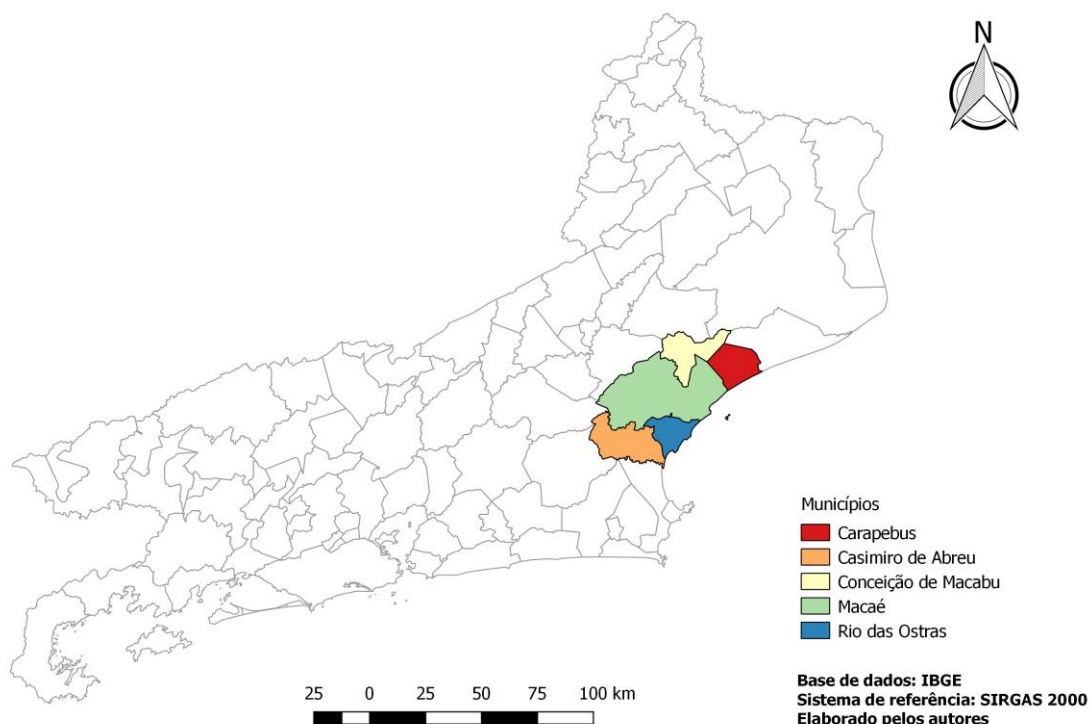 N
Municípios
Carapebus
Casimiro de Abreu
Conceição de Macabu
Macaé
Rio das Ostras
25 0 25 50 75 100 km
Base de dados: IBGE
Sistema de referência: SIRGAS 2000
Elaborado pelos autores